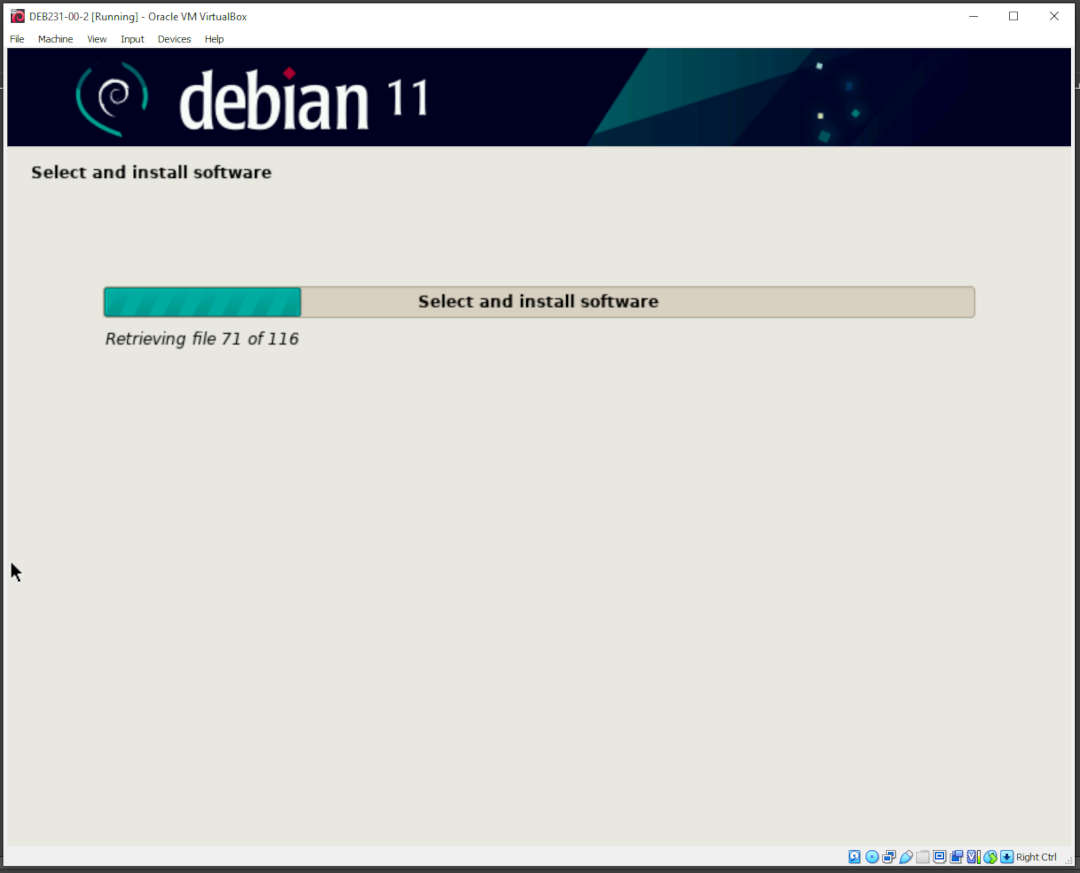 DEB231-00-2 [Running] - Oracle VM VirtualBox
File Machine View Input Devices Help
debian 11
Select and install software
Select and install software
Retrieving file 71 of 116
Right Ctrl